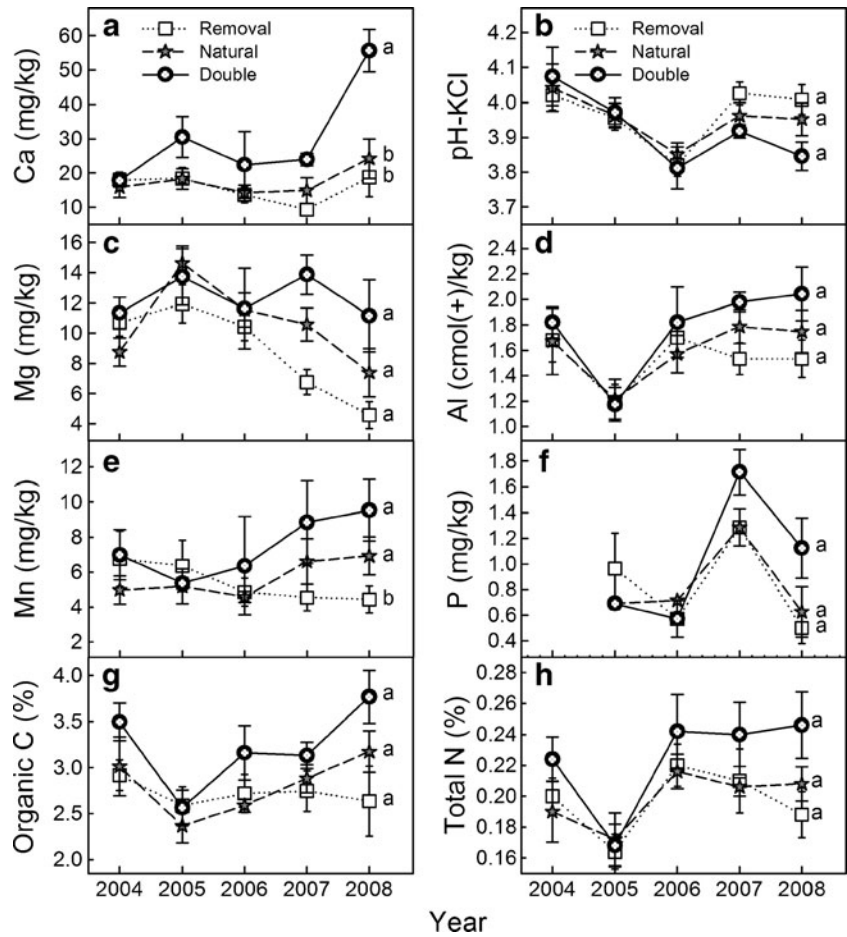 a
Removal
Natural
Double
Ca (mg/kg)
60
50
40
30
20
10
a
b
b
b
Removal
Natural
Double
pH-KCl
4.2
4.1
4.0
3.9
3.8
3.7
a
a
a
c
Mg (mg/kg)
16
14
12
10
8
6
4
a
a
a
d
Al (cmol(+)/kg)
2.4
2.2
2.0
1.8
1.6
1.4
1.2
1.0
a
a
a
e
Mn (mg/kg)
12
10
8
6
4
2
a
a
b
f
P (mg/kg)
1.8
1.6
1.4
1.2
1.0
0.8
0.6
0.4
a
a
a
g
Organic C (%)
4.0
3.5
3.0
2.5
2.0
a
a
a
2004 2005 2006 2007 2008
h
Total N (%)
0.28
0.26
0.24
0.22
0.20
0.18
0.16
a
a
a
2004 2005 2006 2007 2008
Year